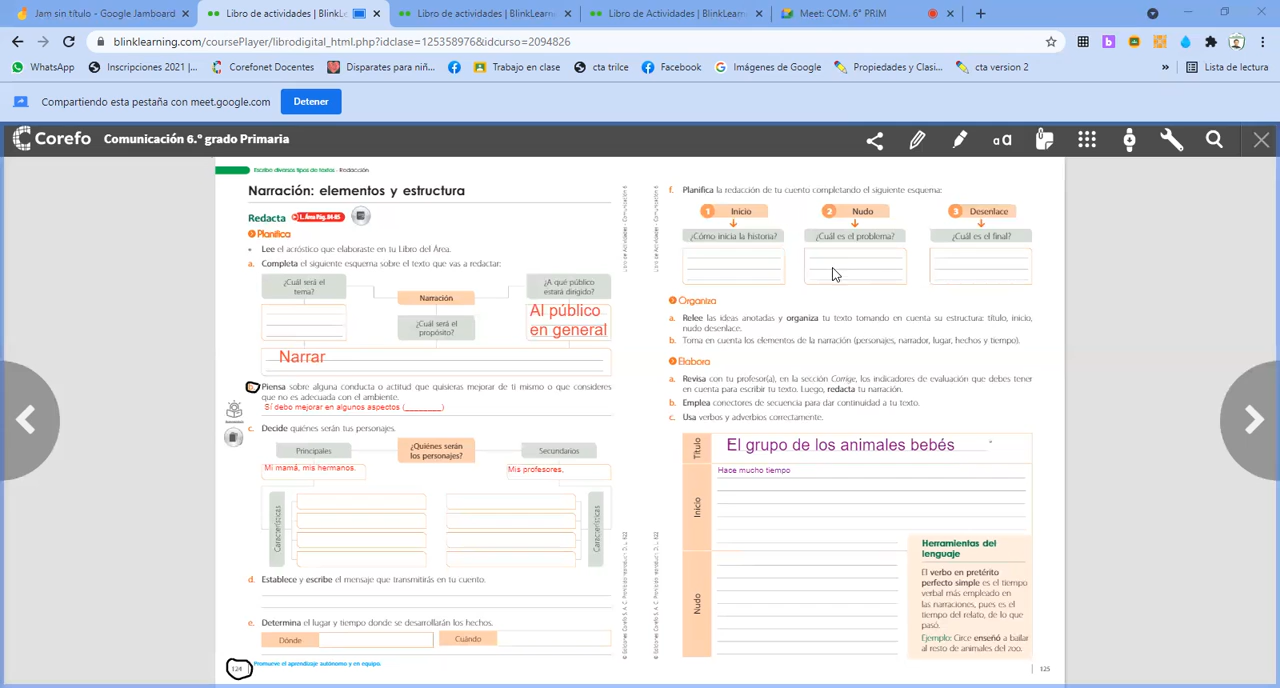 Jam sin título - Google Jamboard
Libro de actividades | BlinkLe
Libro de actividades | BlinkLearn
Libro de Actividades | BlinkLea
Meet: COM. 6° PRIM
blinklearning.com/coursePlayer/librodigital_html.php?idclase=125358976&idcurso=2094826
WhatsApp
Inscripciones 2021 |...
Corefonet Docentes
Disparates para niñ...
Trabajo en clase
cta trilce
Facebook
Imágenes de Google
Propiedades y Clasi...
cta version 2
»
Lista de lectura
Compartiendo esta pestaña con meet.google.com
Detener
Corefo
Comunicación 6.º grado Primaria
aA
Escribo diversos tipos de textos - Redacción
Narración: elementos y estructura
Redacta L. Área Pág. 84-85
Planifica
• Lee el acróstico que elaboraste en tu Libro del Área.
a. Completa el siguiente esquema sobre el texto que vas a redactar:
¿Cuál será el
tema?
Narración
¿A qué público
estará dirigido?
¿Cuál será el
propósito?
Al público
en general
Narrar
b. Piensa sobre alguna conducta o actitud que quisieras mejorar de ti mismo o que consideres
que no es adecuada con el ambiente.
Sí debo mejorar en algunos aspectos (________)
c. Decide quiénes serán tus personajes.
Principales
¿Quiénes serán
los personajes?
Secundarios
Mi mamá, mis hermanos.
Mis profesores,
Características
Características
d. Establece y escribe el mensaje que transmitirás en tu cuento.
e. Determina el lugar y tiempo donde se desarrollarán los hechos.
Dónde
Cuándo
124
Promueve el aprendizaje autónomo y en equipo.
f. Planifica la redacción de tu cuento completando el siguiente esquema:
1 Inicio
2 Nudo
3 Desenlace
¿Cómo inicia la historia?
¿Cuál es el problema?
¿Cuál es el final?
Organiza
a. Relee las ideas anotadas y organiza tu texto tomando en cuenta su estructura: título, inicio,
nudo desenlace.
b. Toma en cuenta los elementos de la narración (personajes, narrador, lugar, hechos y tiempo).
Elabora
a. Revisa con tu profesor(a), en la sección Corrige, los indicadores de evaluación que debes tener
en cuenta para escribir tu texto. Luego, redacta tu narración.
b. Emplea conectores de secuencia para dar continuidad a tu texto.
c. Usa verbos y adverbios correctamente.
Título
El grupo de los animales bebés
Hace mucho tiempo
Inicio
Nudo
Herramientas del
lenguaje
El verbo en pretérito
perfecto simple es el tiempo
verbal más empleado en
las narraciones, pues es el
tiempo del relato, de lo que
pasó.
Ejemplo: Circe enseñó a bailar
al resto de animales del zoo.
125